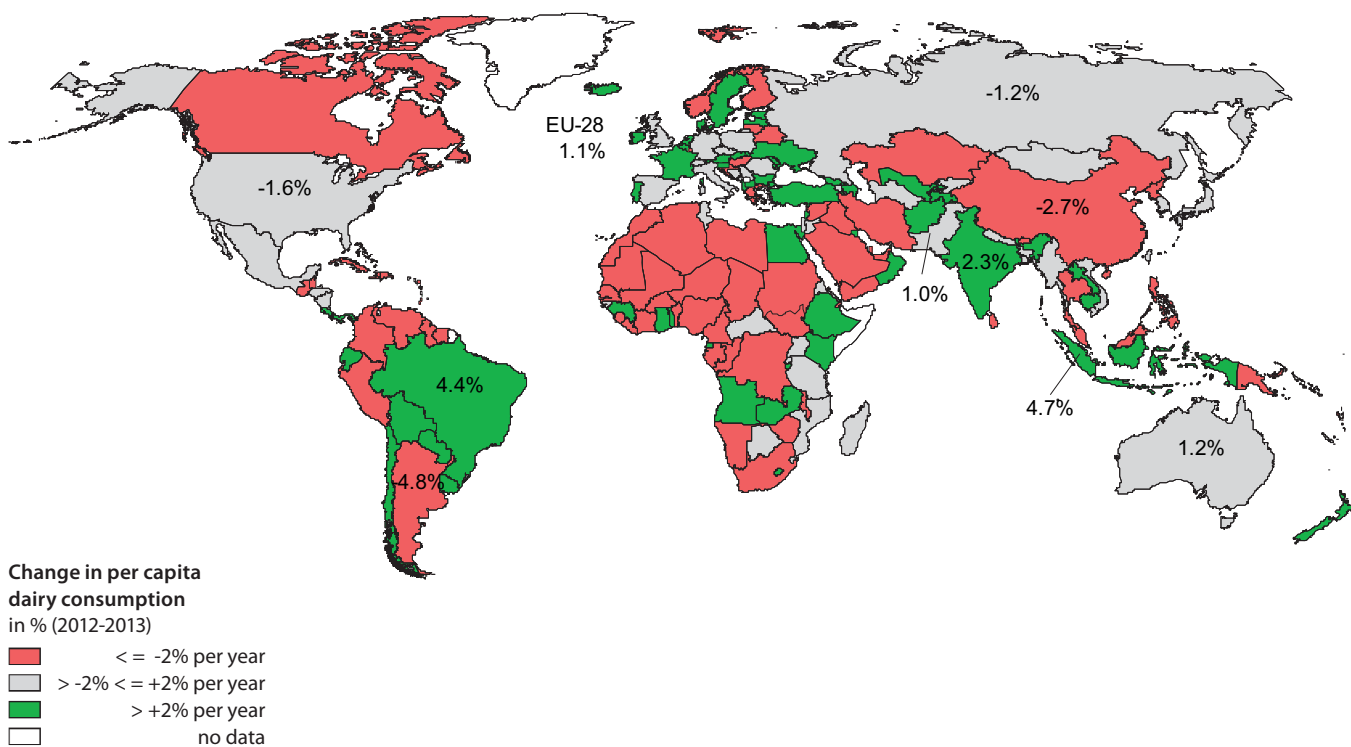 -1.2%
EU-28
1.1%
-1.6%
-2.7%
2.3%
1.0%
4.4%
4.7%
1.2%
-4.8%
Change in per capita
dairy consumption
in % (2012-2013)
< = -2% per year
> -2% < = +2% per year
> +2% per year
no data